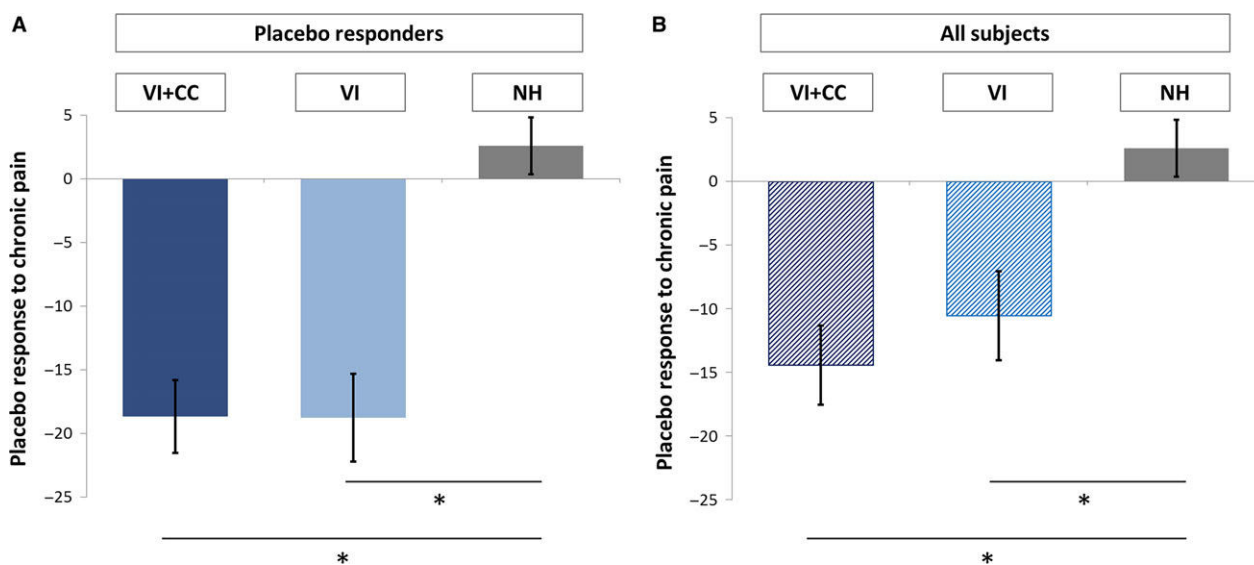 A
Placebo responders
VI+CC VI NH
Placebo response to chronic pain
5
0
−5
−10
−15
−20
−25
*
*
B
All subjects
VI+CC VI NH
Placebo response to chronic pain
5
0
−5
−10
−15
−20
−25
*
*